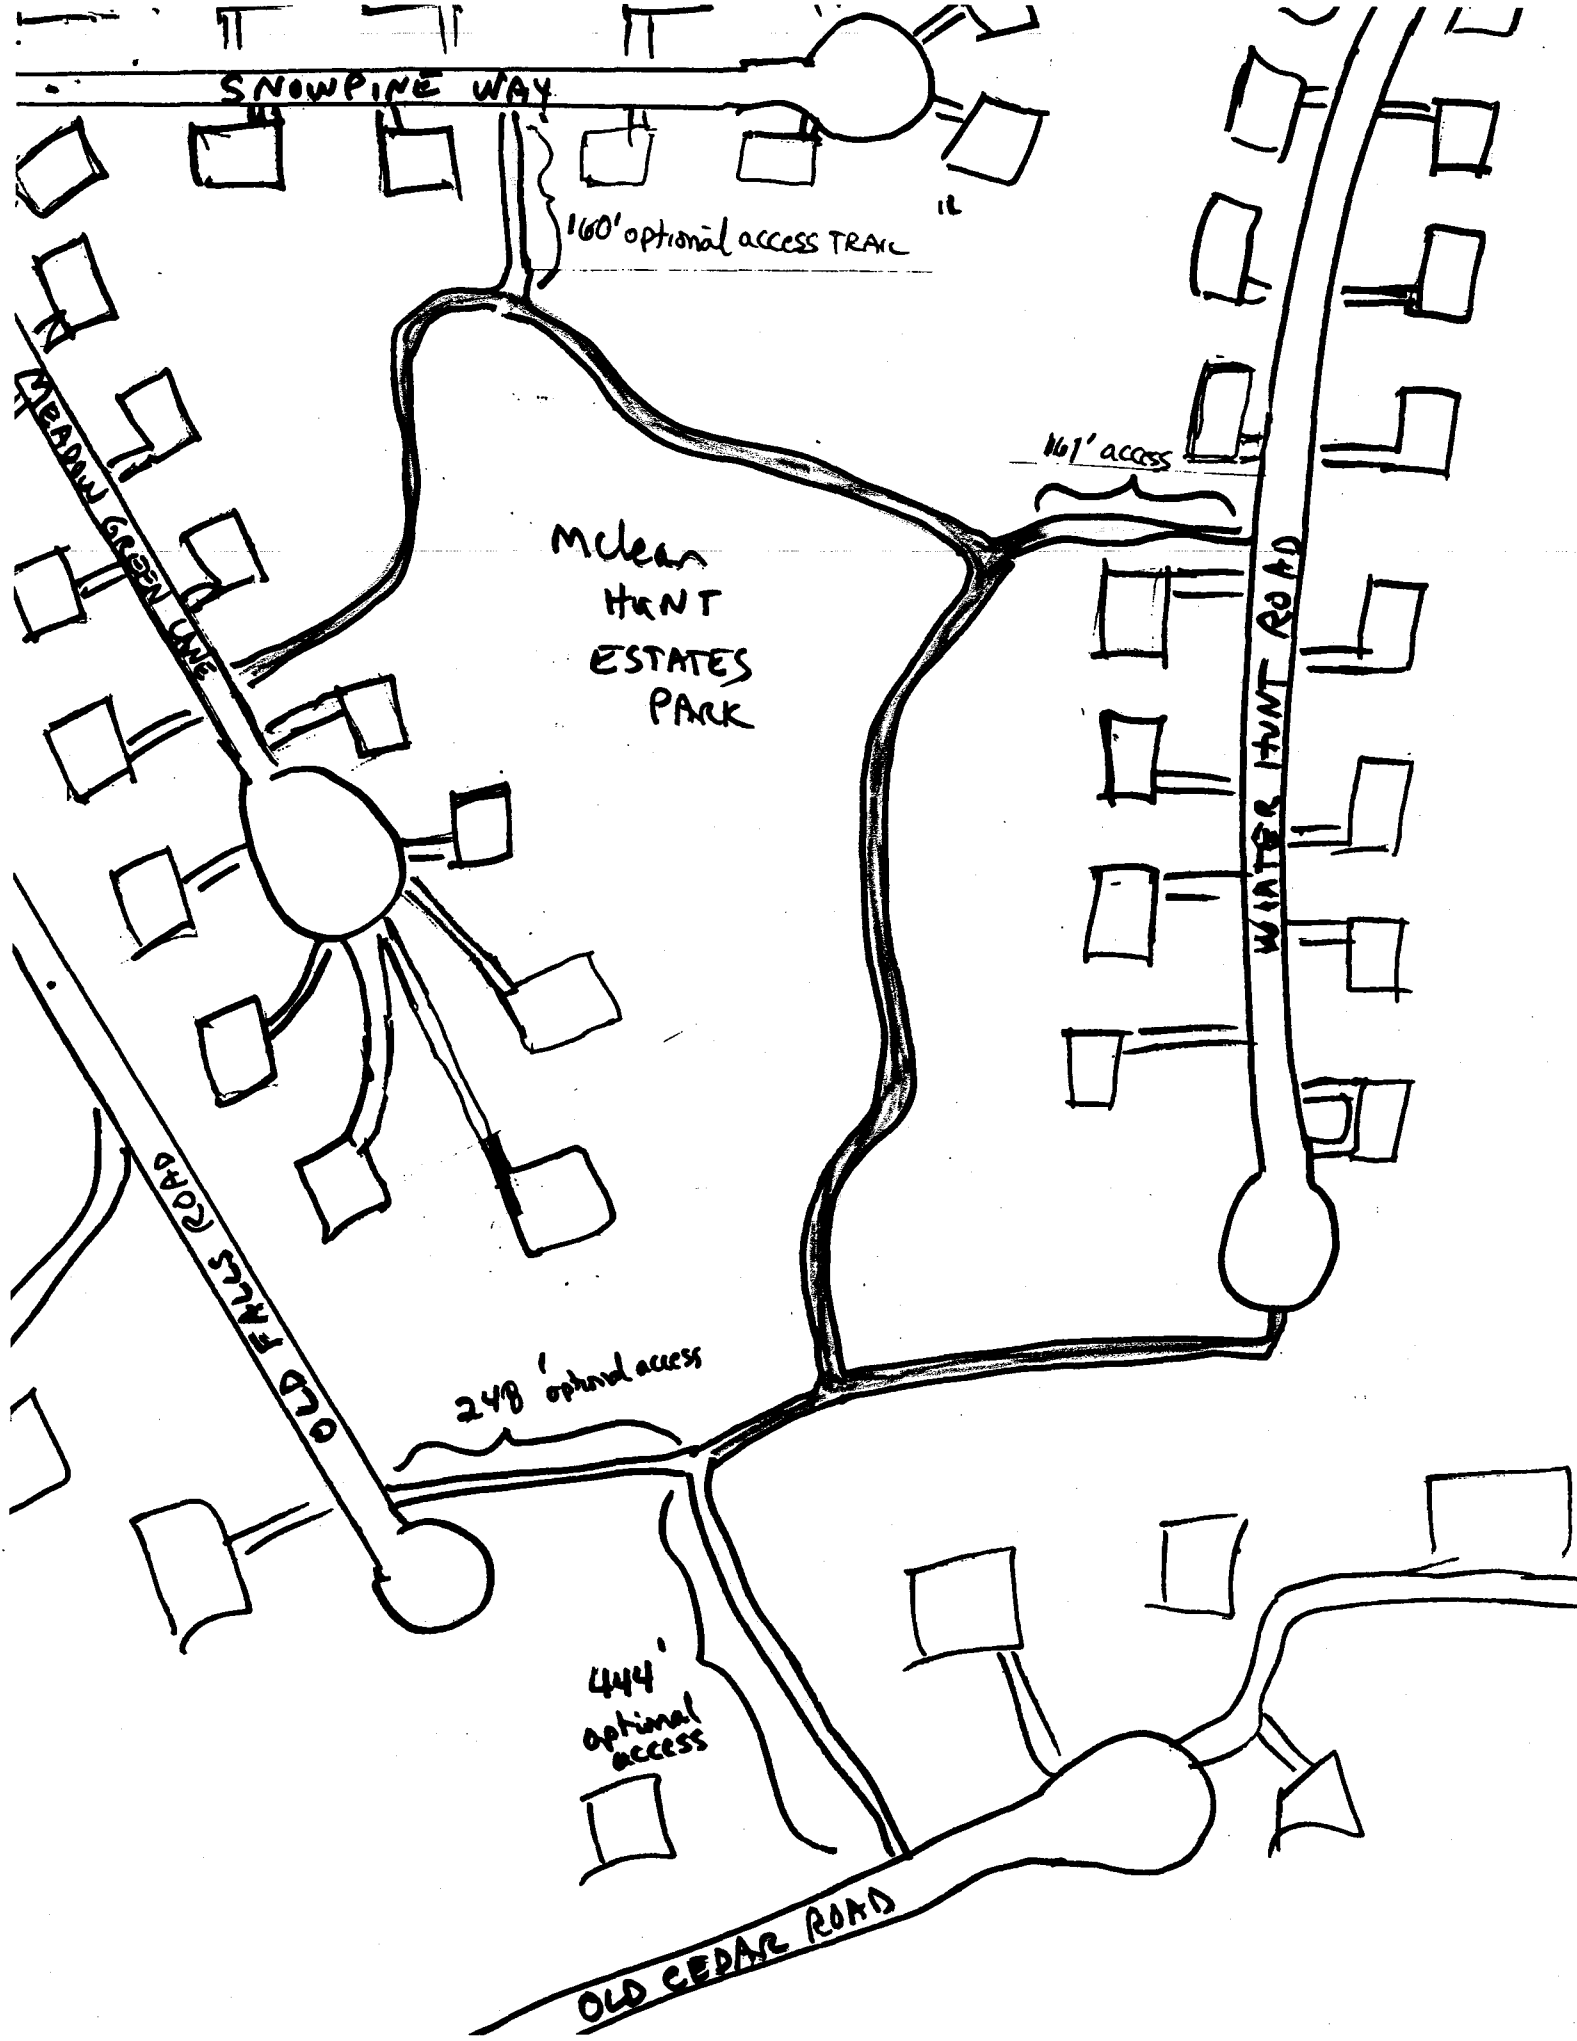 SNOWPINE WAY
160' optional access TRAIL
MEADOW GREEN LANE
161' access
Mclean
HUNT
ESTATES
PARK
WHITER HUNT ROAD
OLD FALLS ROAD
248' optional access
444'
optional
access
OLD CEDAR ROAD